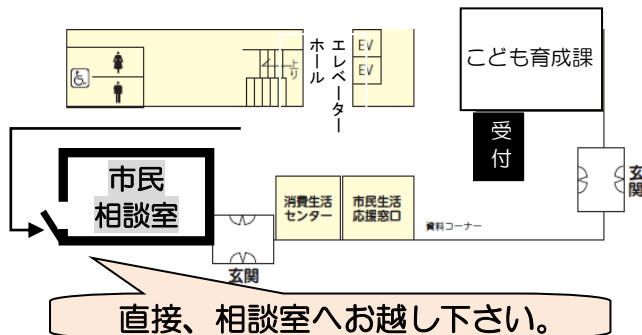 上り
エレベーター
ホール
EV
EV
こども育成課
受付
玄関
市民
相談室
消費生活
センター
市民生活
応援窓口
資料コーナー
玄関
直接、相談室へお越し下さい。